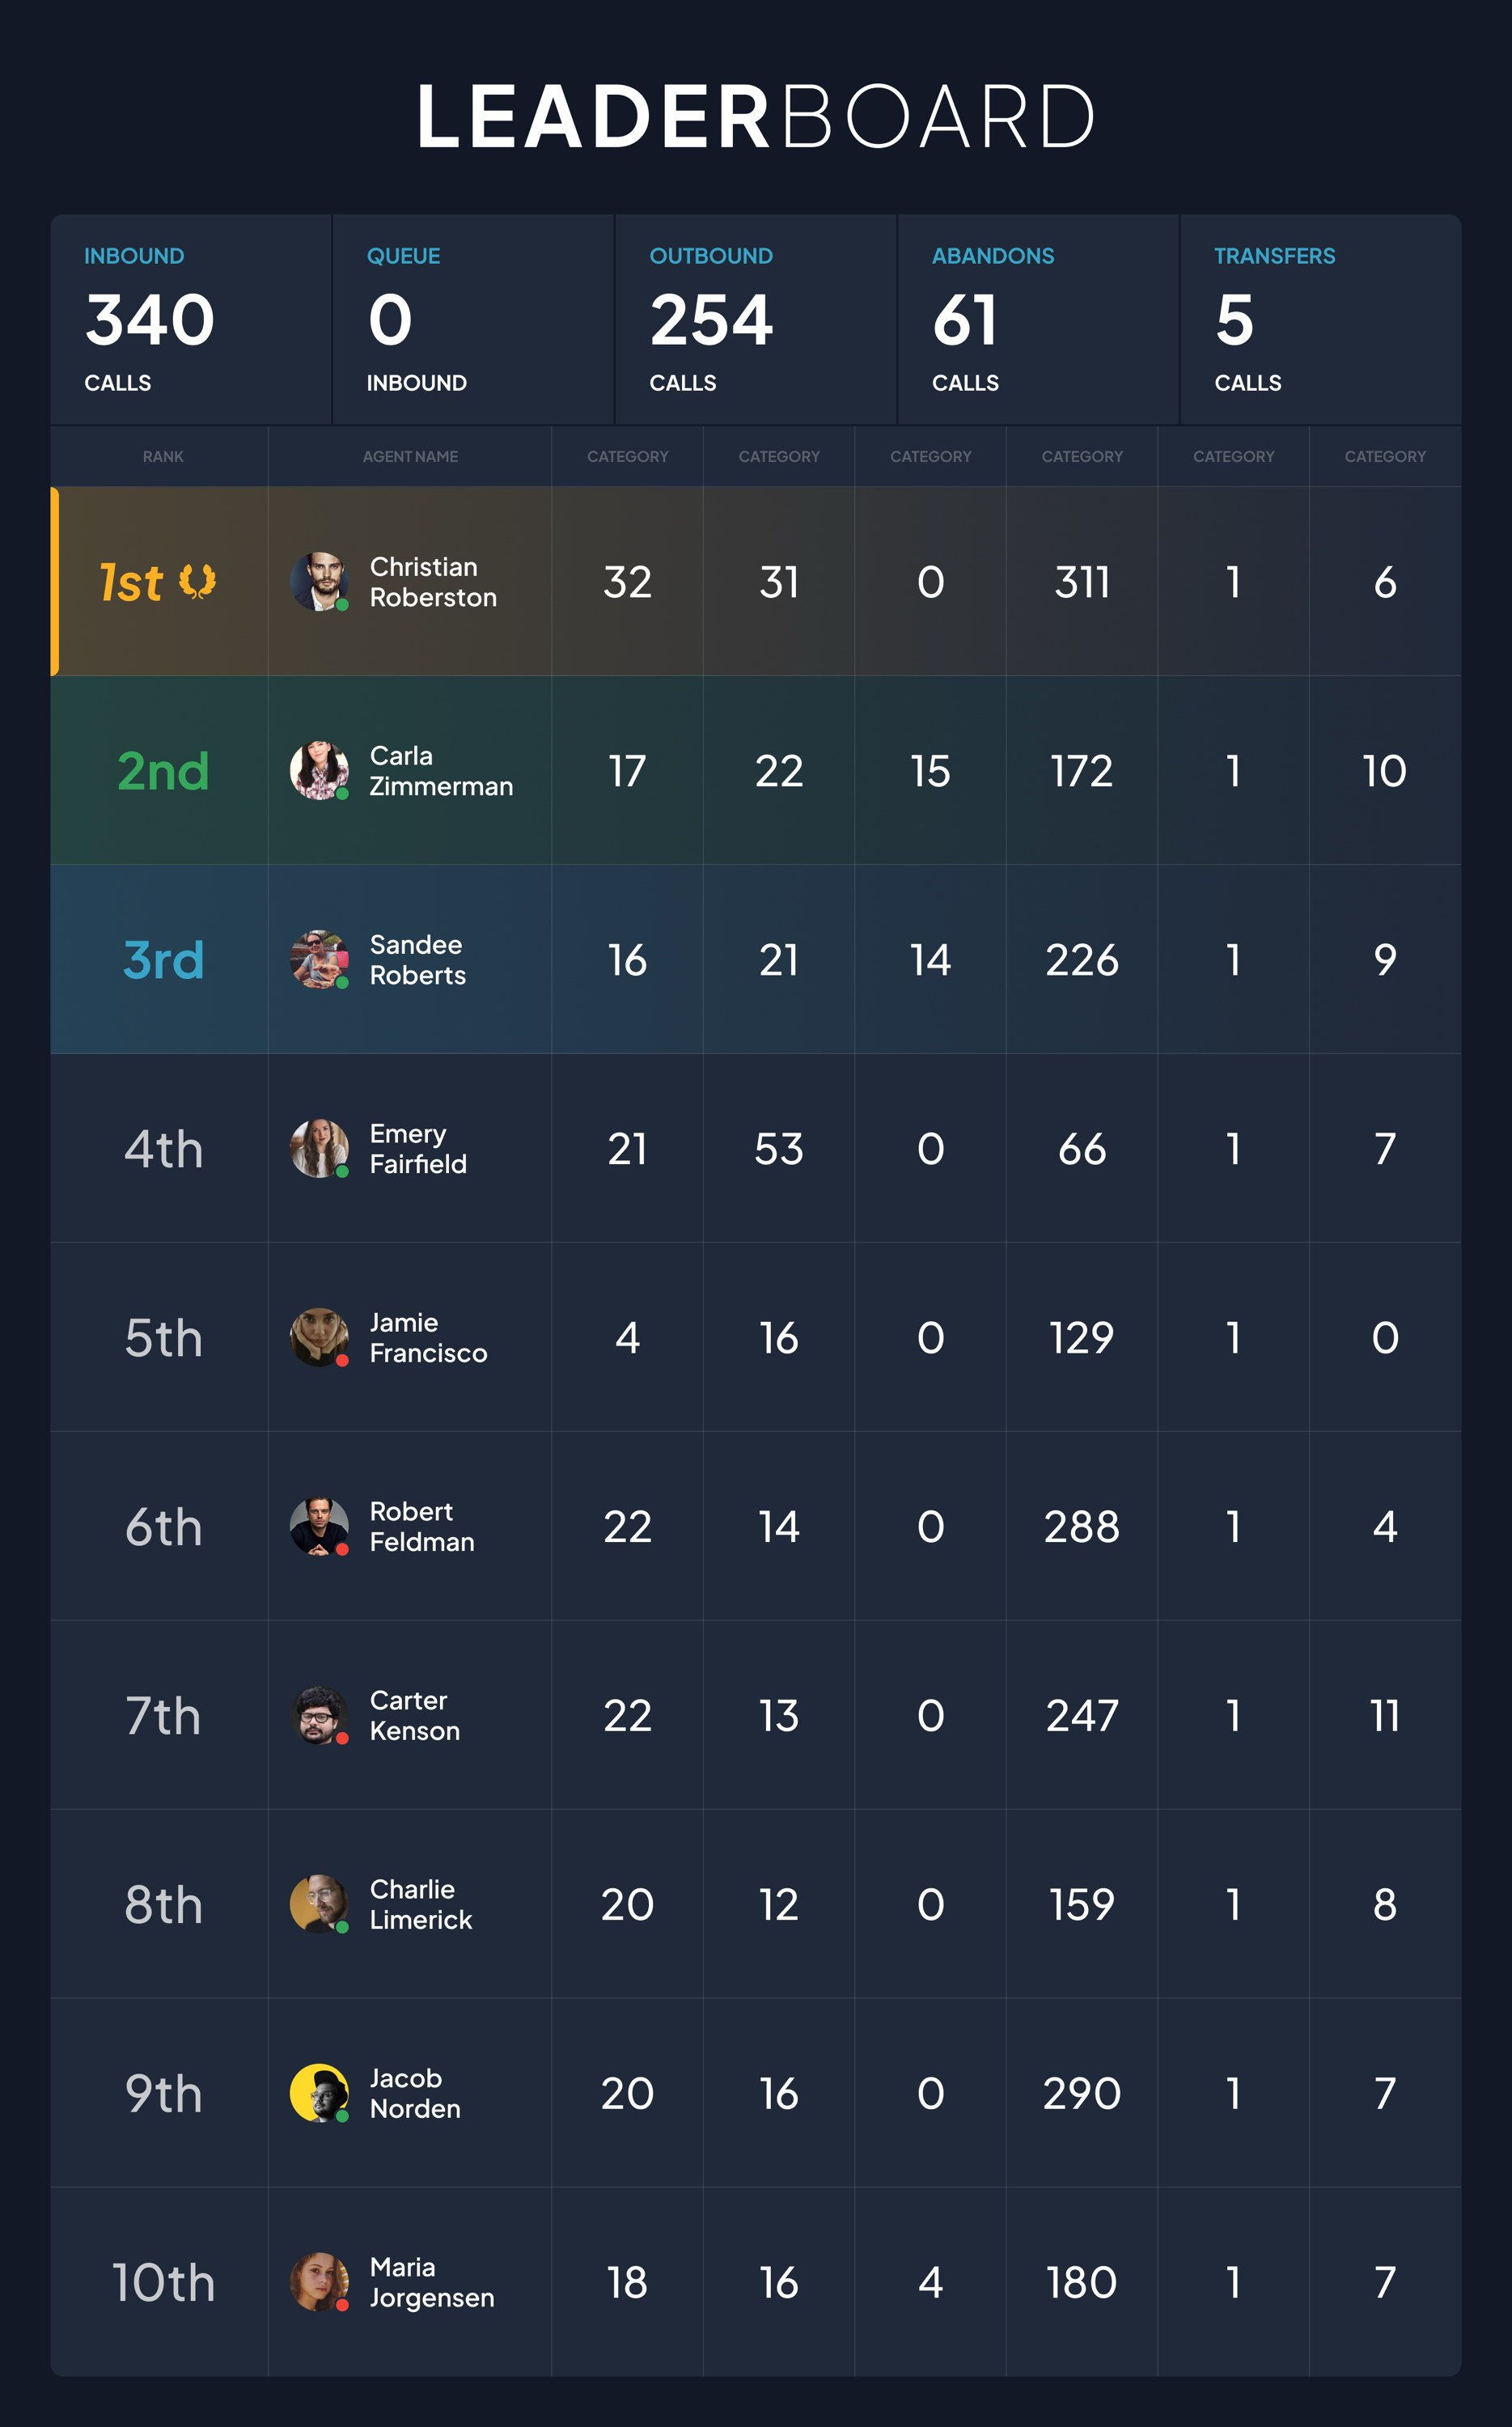 LEADERBOARD
INBOUND QUEUE OUTBOUND ABANDONS TRANSFERS
340 0 254 61 5
CALLS INBOUND CALLS CALLS CALLS
RANK AGENT NAME CATEGORY CATEGORY CATEGORY CATEGORY CATEGORY CATEGORY
1st Christian Roberston 32 31 0 311 1 6
2nd Carla Zimmerman 17 22 15 172 1 10
3rd Sandee Roberts 16 21 14 226 1 9
4th Emery Fairfield 21 53 0 66 1 7
5th Jamie Francisco 4 16 0 129 1 0
6th Robert Feldman 22 14 0 288 1 4
7th Carter Kenson 22 13 0 247 1 11
8th Charlie Limerick 20 12 0 159 1 8
9th Jacob Norden 20 16 0 290 1 7
10th Maria Jorgensen 18 16 4 180 1 7